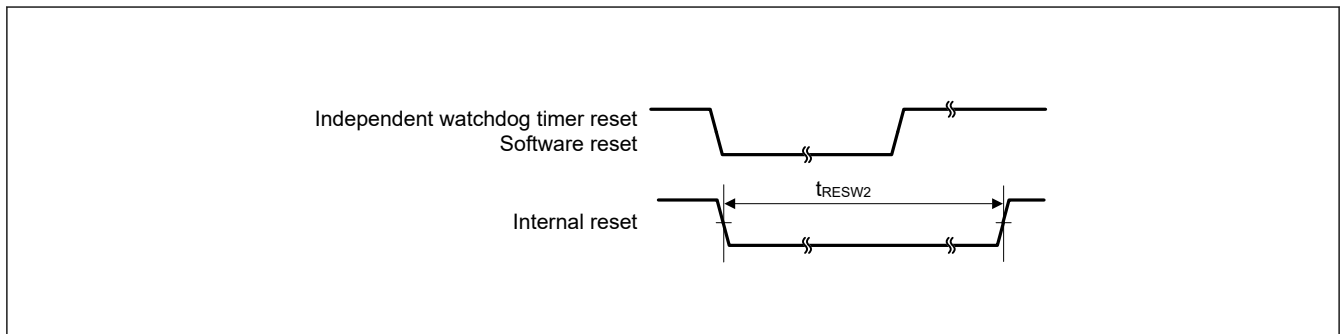 Independent watchdog timer reset
Software reset
tRESW2
Internal reset